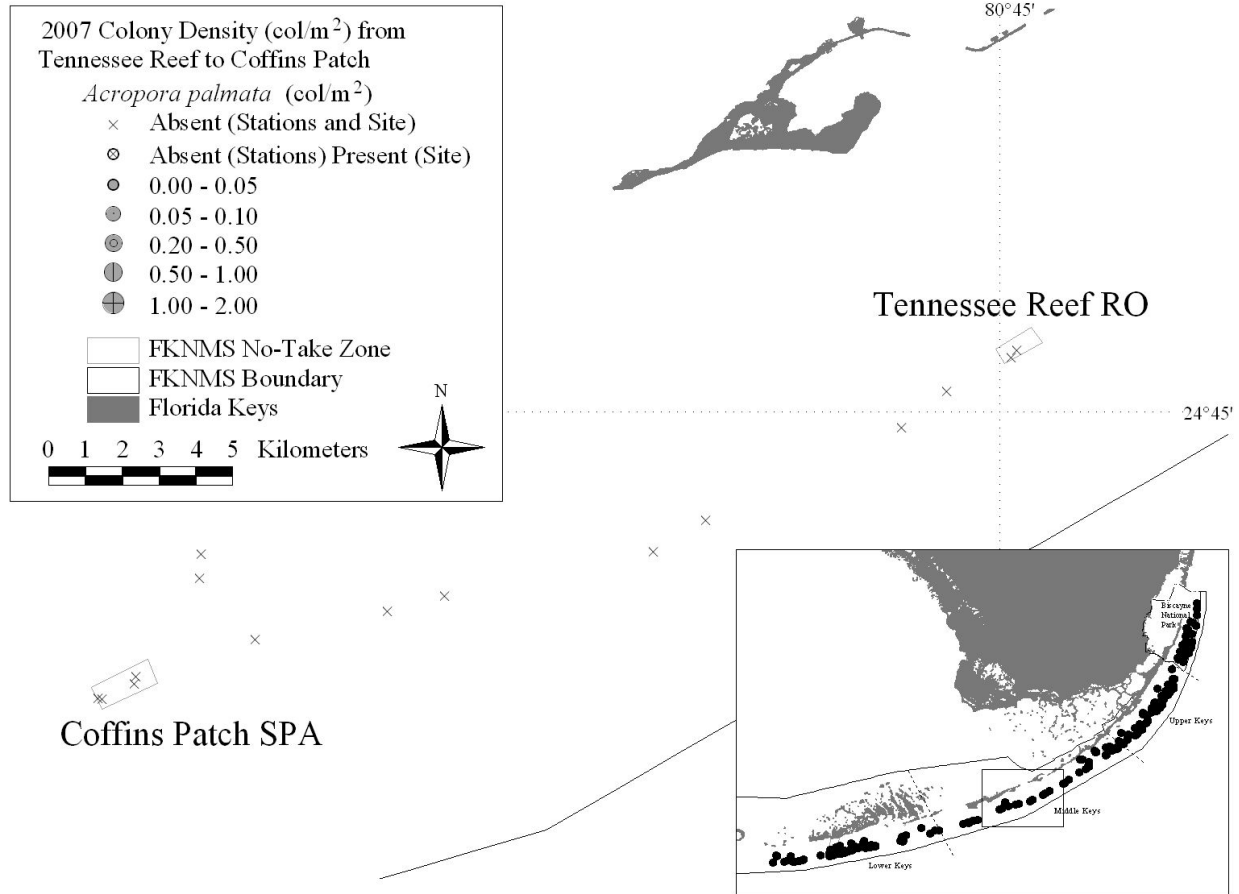 2007 Colony Density (col/m²) from
Tennessee Reef to Coffins Patch
Acropora palmata (col/m²)
Absent (Stations and Site)
Absent (Stations) Present (Site)
0.00 - 0.05
0.05 - 0.10
0.20 - 0.50
0.50 - 1.00
1.00 - 2.00
FKNMS No-Take Zone
FKNMS Boundary
Florida Keys
0 1 2 3 4 5 Kilometers
N
80°45'
Tennessee Reef RO
24°45'
Coffins Patch SPA
Biscayne
National
Park
Upper Keys
Middle Keys
Lower Keys